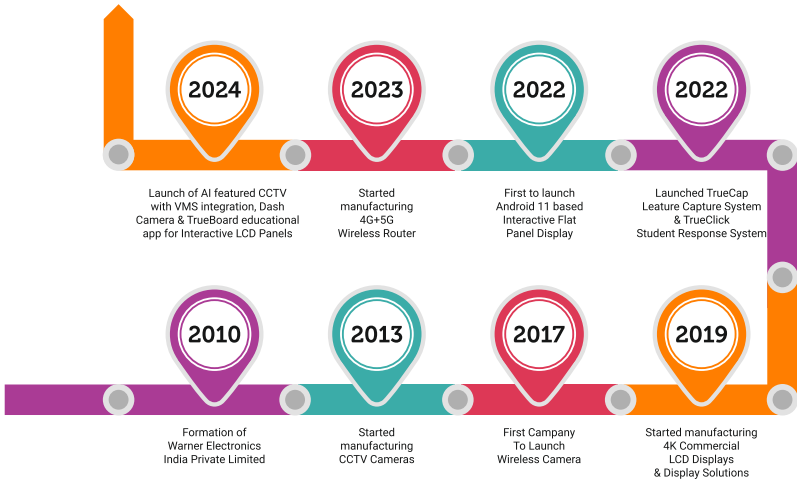 2024
Launch of AI featured CCTV
with VMS integration, Dash
Camera & TrueBoard educational
app for Interactive LCD Panels
2023
Started
manufacturing
4G+5G
Wireless Router
2022
First to launch
Android 11 based
Interactive Flat
Panel Display
2022
Launched TrueCap
Leature Capture System
& TrueClick
Student Response System
2010
Formation of
Warner Electronics
India Private Limited
2013
Started
manufacturing
CCTV Cameras
2017
First Campany
To Launch
Wireless Camera
2019
Started manufacturing
4K Commercial
LCD Displays
& Display Solutions